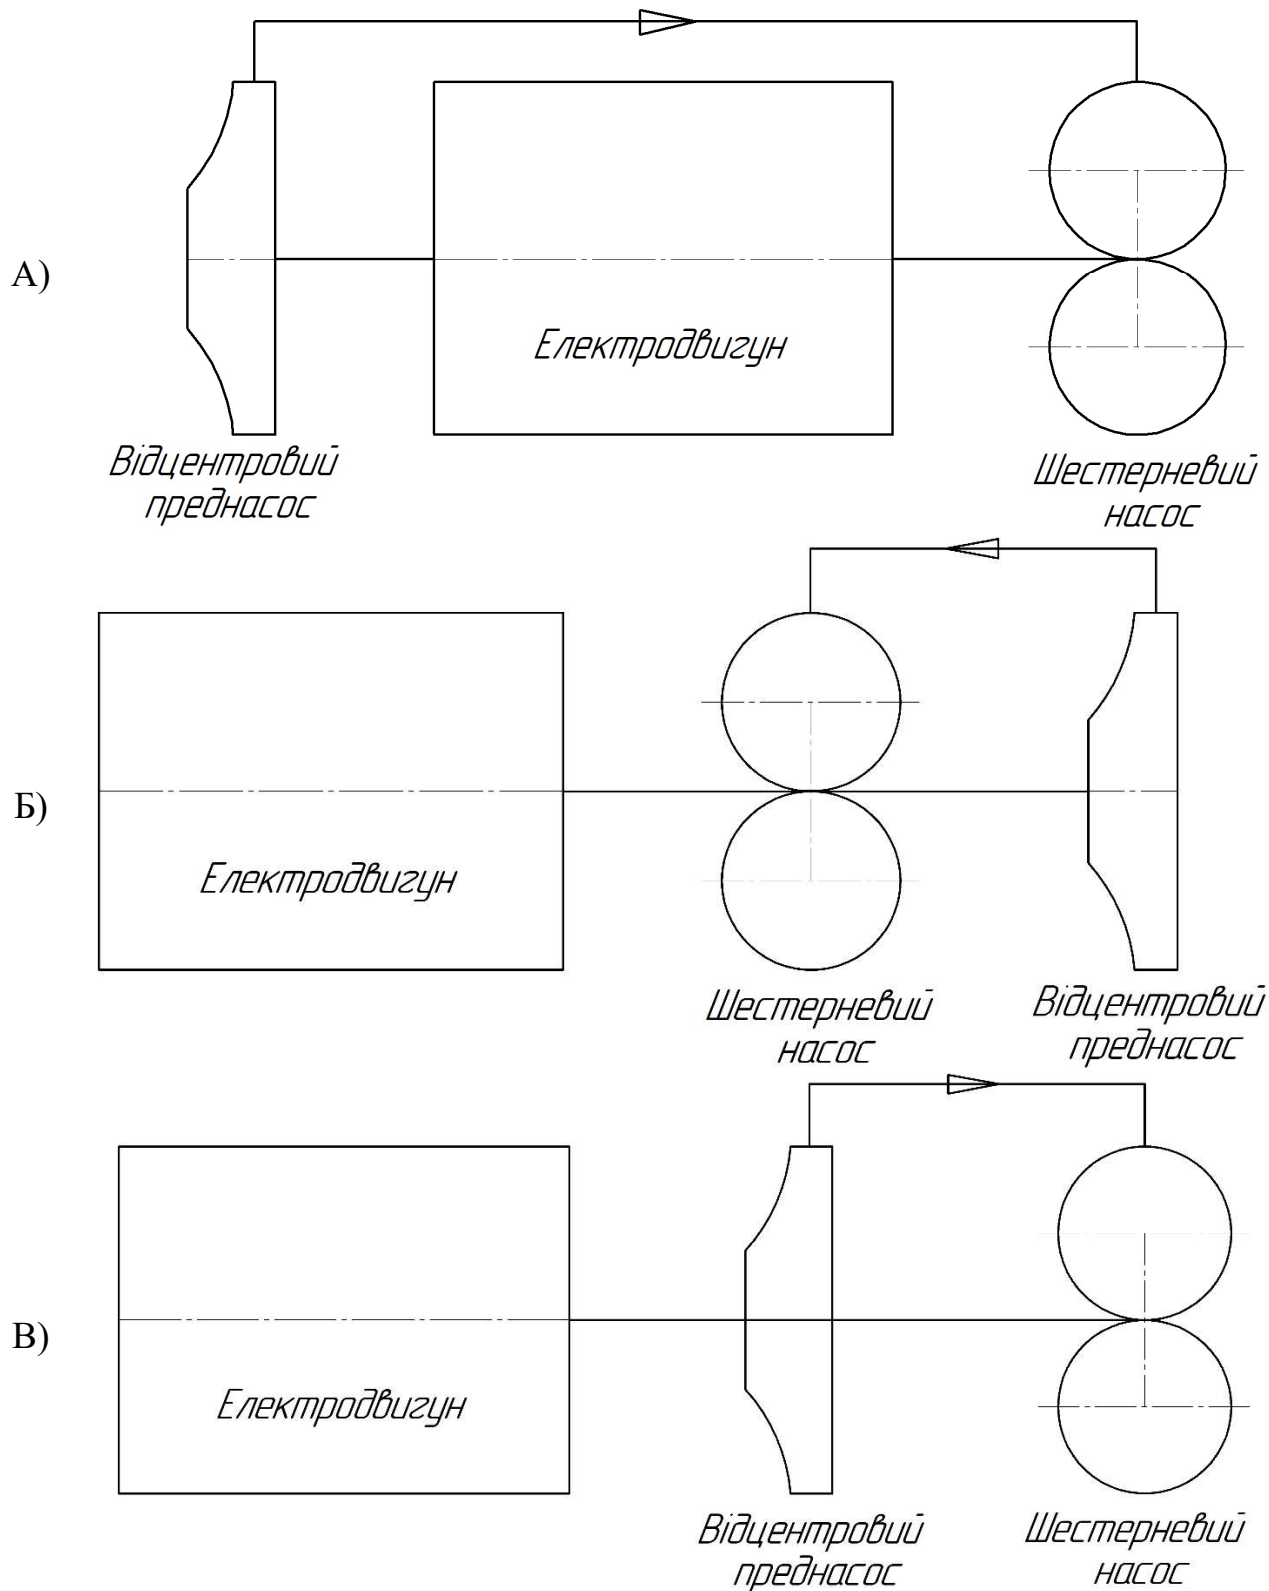 А)
Електродвигун
Відцентровий
преднасос
Шестерневий
насос
Б)
Електродвигун
Шестерневий
насос
Відцентровий
преднасос
В)
Електродвигун
Відцентровий
преднасос
Шестерневий
насос